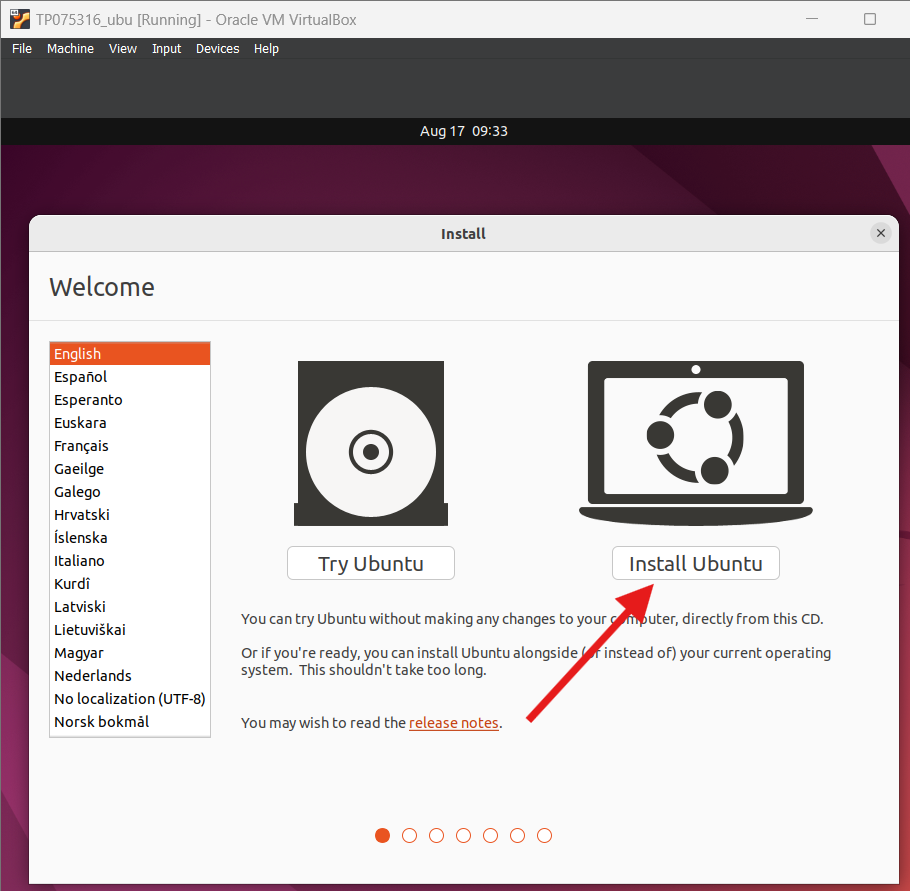 TP075316_ubu [Running] - Oracle VM VirtualBox
File Machine View Input Devices Help
Aug 17 09:33
Install
Welcome
English
Español
Esperanto
Euskara
Français
Gaeilge
Galego
Hrvatski
Íslenska
Italiano
Kurdî
Latviski
Lietuviškai
Magyar
Nederlands
No localization (UTF-8)
Norsk bokmål
Try Ubuntu
Install Ubuntu
You can try Ubuntu without making any changes to your computer, directly from this CD.
Or if you're ready, you can install Ubuntu alongside (or instead of) your current operating
system. This shouldn't take too long.
You may wish to read the release notes.